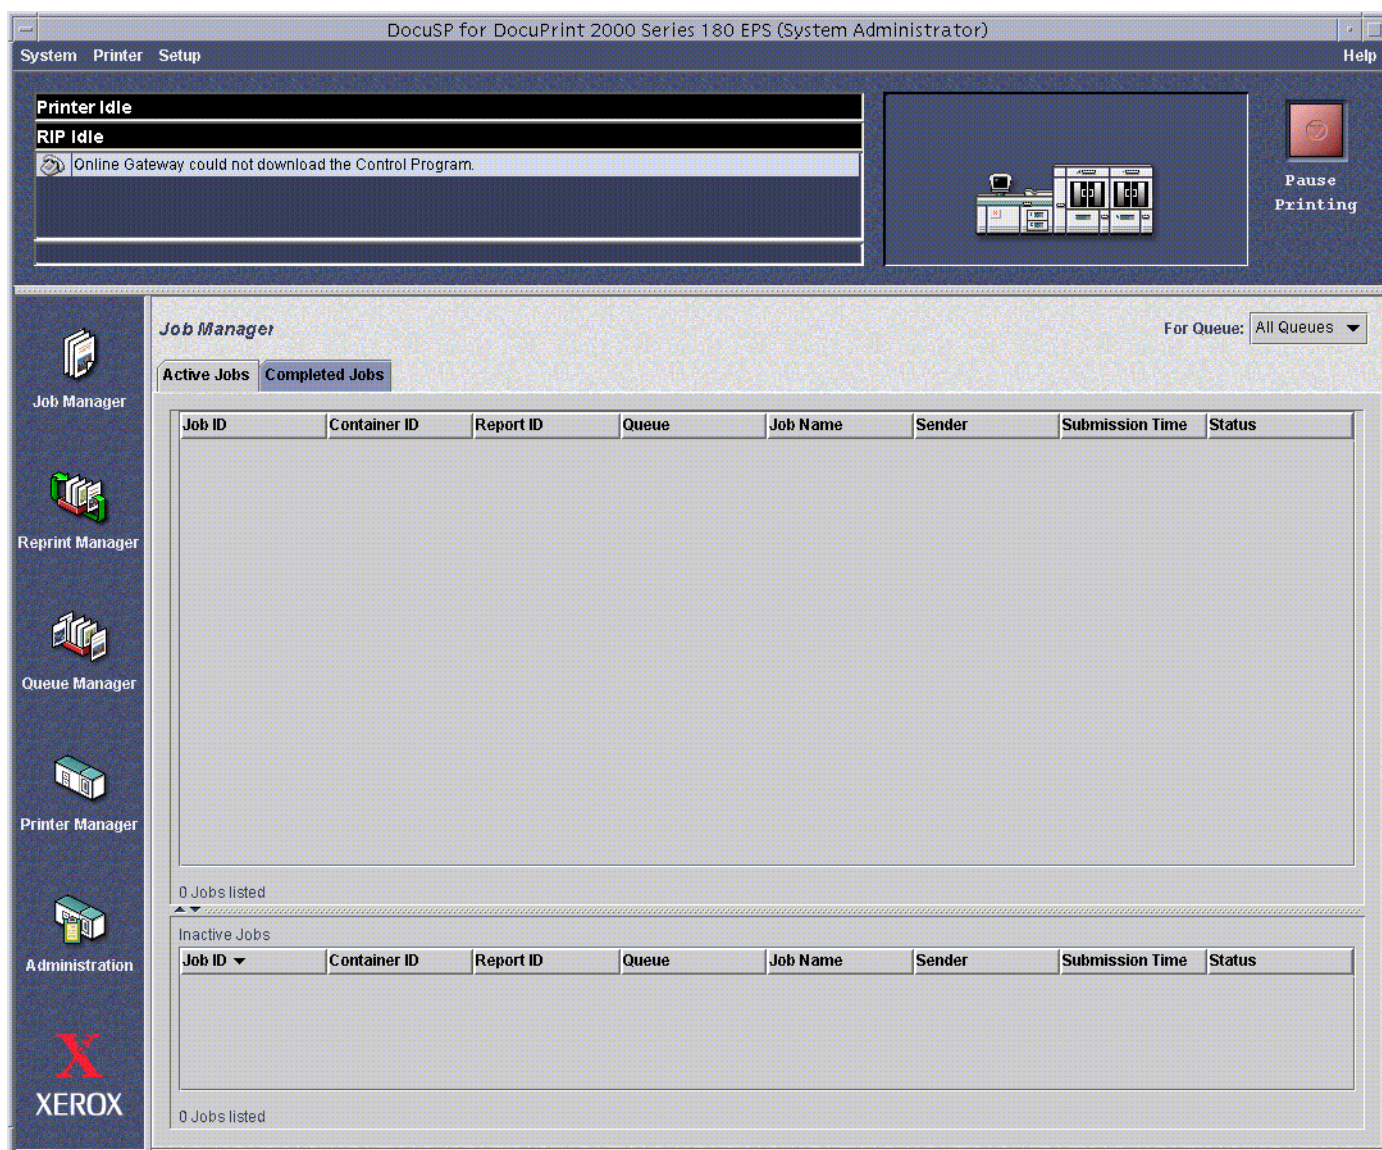 DocuSP for DocuPrint 2000 Series 180 EPS (System Administrator)
System Printer Setup Help
Printer Idle
RIP Idle
Online Gateway could not download the Control Program.
Pause
Printing
Job Manager
For Queue: All Queues
Active Jobs Completed Jobs
Job ID Container ID Report ID Queue Job Name Sender Submission Time Status
0 Jobs listed
Inactive Jobs
Job ID Container ID Report ID Queue Job Name Sender Submission Time Status
0 Jobs listed
Job Manager
Reprint Manager
Queue Manager
Printer Manager
Administration
X
XEROX